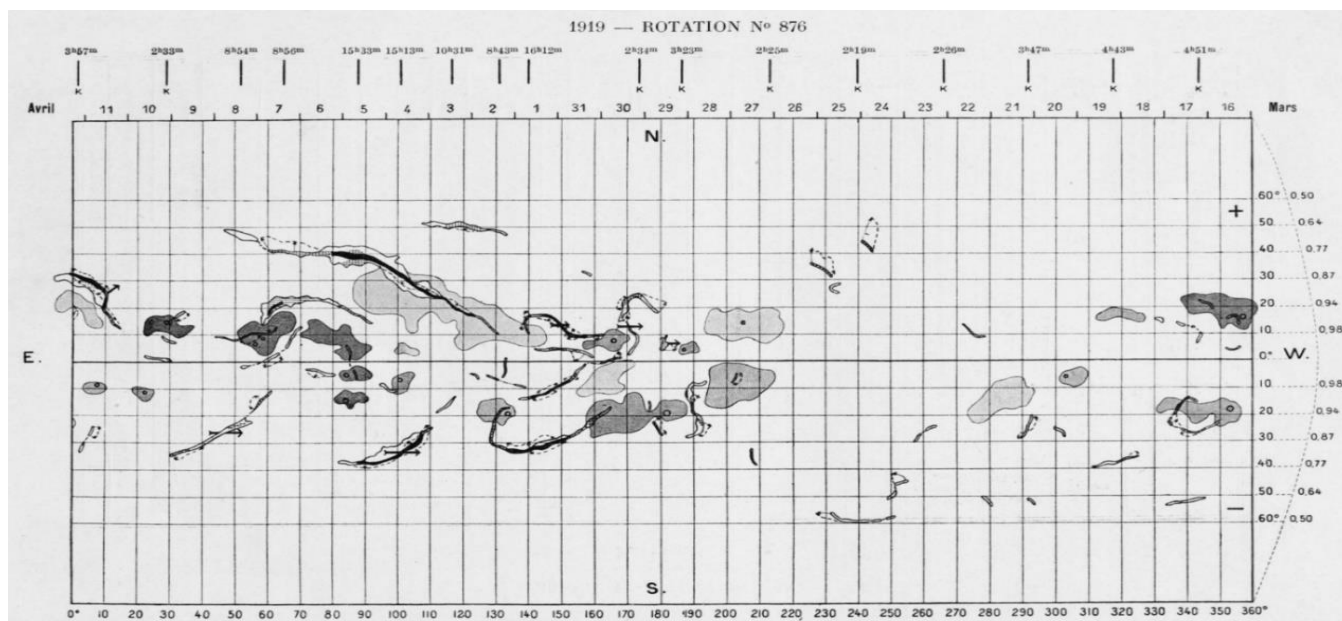 1919 — ROTATION Nº 876
3ʰ57ᵐ 2ʰ33ᵐ 8ʰ54ᵐ 8ʰ56ᵐ 15ʰ33ᵐ 15ʰ13ᵐ 10ʰ31ᵐ 8ʰ43ᵐ 16ʰ12ᵐ 2ʰ34ᵐ 3ʰ23ᵐ 2ʰ25ᵐ 2ʰ19ᵐ 2ʰ26ᵐ 3ʰ47ᵐ 4ʰ43ᵐ 4ʰ51ᵐ
K K K K K K K K K K K
Avril 11 10 9 8 7 6 5 4 3 2 1 31 30 29 28 27 26 25 24 23 22 21 20 19 18 17 16 Mars
N.
60° 0,50
+
50 0,64
40 0,77
30 0,87
20 0,94
10 0,98
E. 0° W.
10 0,98
20 0,94
30 0,87
40 0,77
50 0,64
—
60° 0,50
S.
0° 10 20 30 40 50 60 70 80 90 100 110 120 130 140 150 160 170 180 190 200 210 220 230 240 250 260 270 280 290 300 310 320 330 340 350 360°